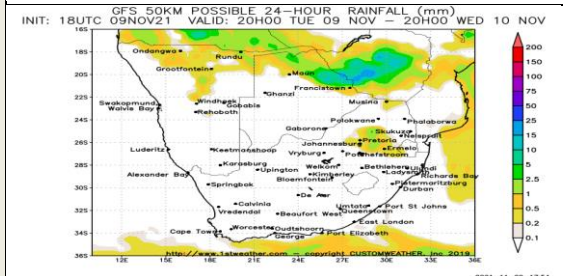 GFS 50KM POSSIBLE 24-HOUR RAINFALL (mm)
INIT: 18UTC 09NOV21 VALID: 20H00 TUE 09 NOV - 20H00 WED 10 NOV
16S
Ondangwa
Rundu
18S
200
Grootfontein
Maun
150
20S
Francistown
100
Ghanzi
75
Swakopmund
Windhoek
Gobabis
Musina
22S
Walvis Bay
Rehoboth
50
Polokwane
Phalaborwa
25
24S
Gaborone
Skukuza
Pretoria
Nelspruit
20
Johannesburg
15
26S
Luderitz
Keetmanshoop
Vryburg
Potchefstroom
Ermelo
10
Karasburg
Welkom
Bethlehem
Ulundi
28S
Alexander Bay
Upington
Kimberley
Ladysmith
Richards Bay
5
Bloemfontein
Pietermaritzburg
2
Springbok
Durban
30S
De Aar
1
Calvinia
Umtata
Port St Johns
0.5
32S
Vredendal
Beaufort West
Queenstown
East London
0.2
Cape Town
Worcester
Oudtshoorn
0.1
34S
George
Port Elizabeth
http://www.1stweather.com - copyright CUSTOMWEATHER, Inc 2019
36S
12E 15E 18E 21E 24E 27E 30E 33E 36E